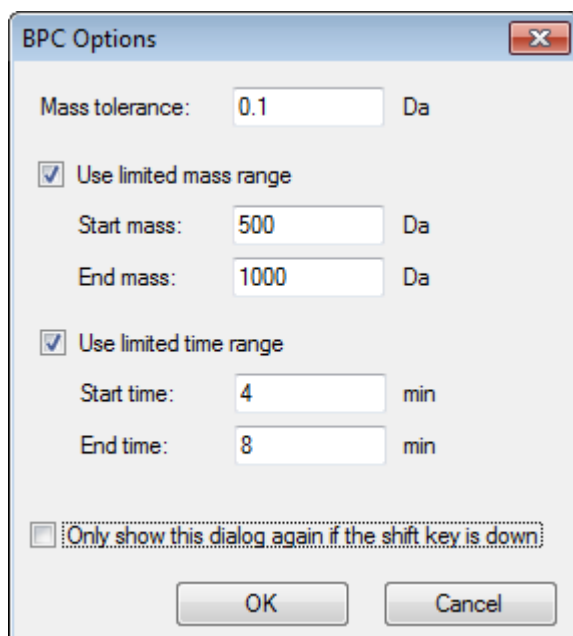 BPC Options
Mass tolerance: 0.1 Da
Use limited mass range
Start mass: 500 Da
End mass: 1000 Da
Use limited time range
Start time: 4 min
End time: 8 min
Only show this dialog again if the shift key is down
OK Cancel